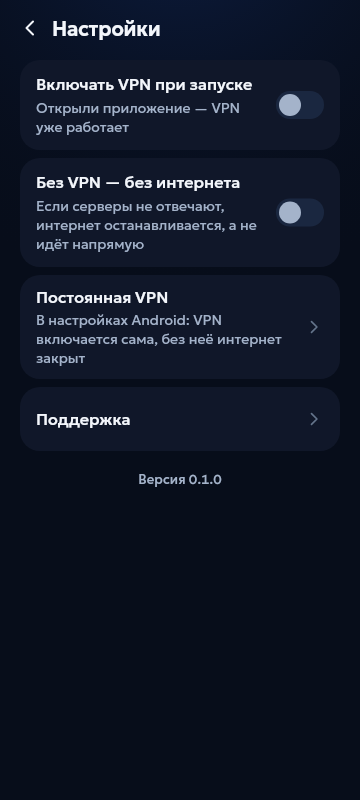 Настройки
Включать VPN при запуске
Открыли приложение — VPN
уже работает
Без VPN — без интернета
Если серверы не отвечают,
интернет останавливается, а не
идёт напрямую
Постоянная VPN
В настройках Android: VPN
включается сама, без неё интернет
закрыт
Поддержка
Версия 0.1.0